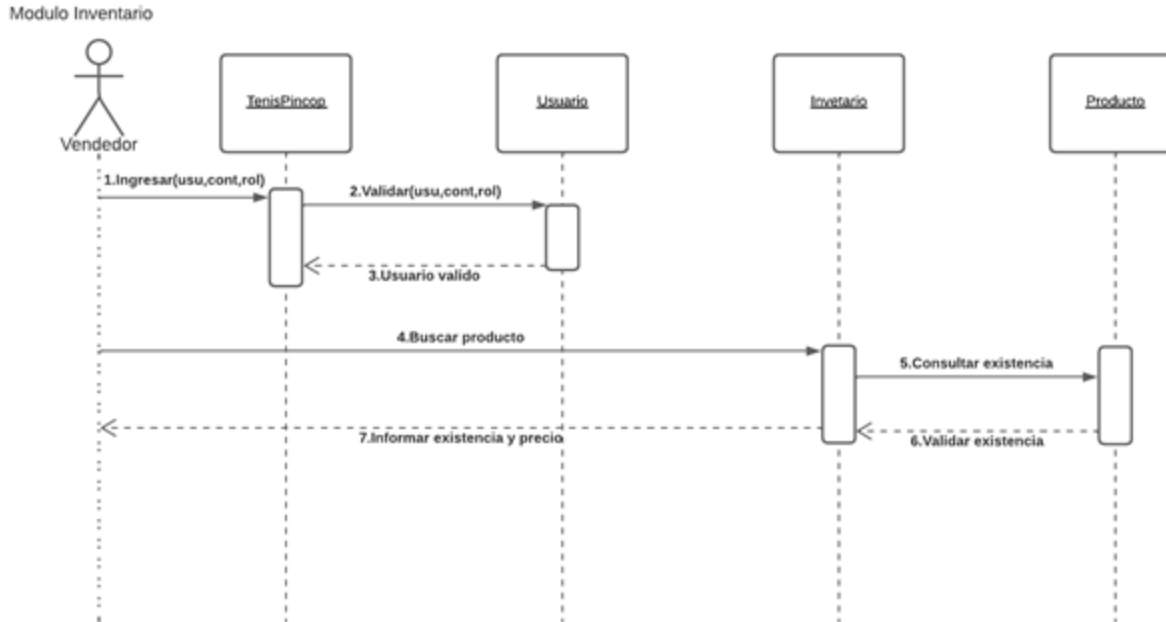 Modulo Inventario
Vendedor
TenisPincop
Usuario
Invetario
Producto
1.Ingresar(usu,cont,rol)
2.Validar(usu,cont,rol)
3.Usuario valido
4.Buscar producto
5.Consultar existencia
6.Validar existencia
7.Informar existencia y precio